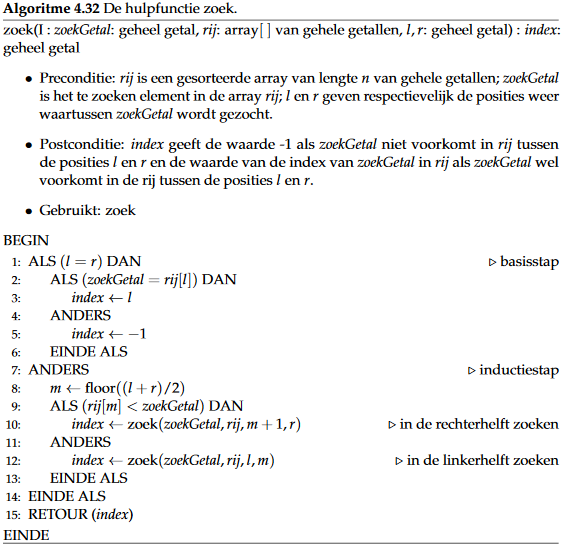 Algoritme 4.32 De hulpfunctie zoek.
zoek(I : zoekGetal: geheel getal, rij: array[ ] van gehele getallen, l, r: geheel getal) : index:
geheel getal
• Preconditie: rij is een gesorteerde array van lengte n van gehele getallen; zoekGetal
is het te zoeken element in de array rij; l en r geven respectievelijk de posities weer
waartussen zoekGetal wordt gezocht.
• Postconditie: index geeft de waarde -1 als zoekGetal niet voorkomt in rij tussen
de posities l en r en de waarde van de index van zoekGetal in rij als zoekGetal wel
voorkomt in de rij tussen de posities l en r.
• Gebruikt: zoek
BEGIN
1: ALS (l = r) DAN ▷ basisstap
2: ALS (zoekGetal = rij[l]) DAN
3: index ← l
4: ANDERS
5: index ← −1
6: EINDE ALS
7: ANDERS ▷ inductiestap
8: m ← floor((l + r)/2)
9: ALS (rij[m] < zoekGetal) DAN
10: index ← zoek(zoekGetal, rij, m + 1, r) ▷ in de rechterhelft zoeken
11: ANDERS
12: index ← zoek(zoekGetal, rij, l, m) ▷ in de linkerhelft zoeken
13: EINDE ALS
14: EINDE ALS
15: RETOUR (index)
EINDE